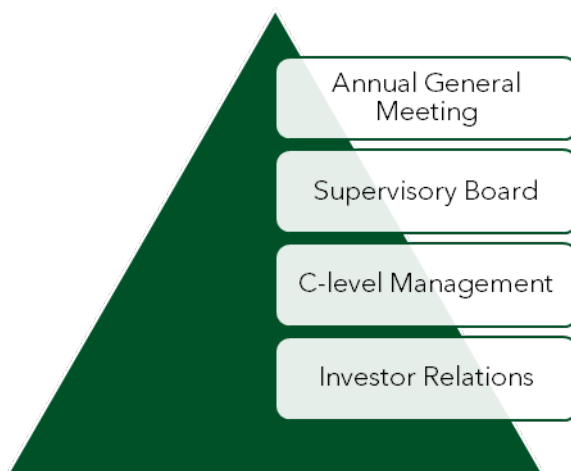 Annual General
Meeting
Supervisory Board
C-level Management
Investor Relations